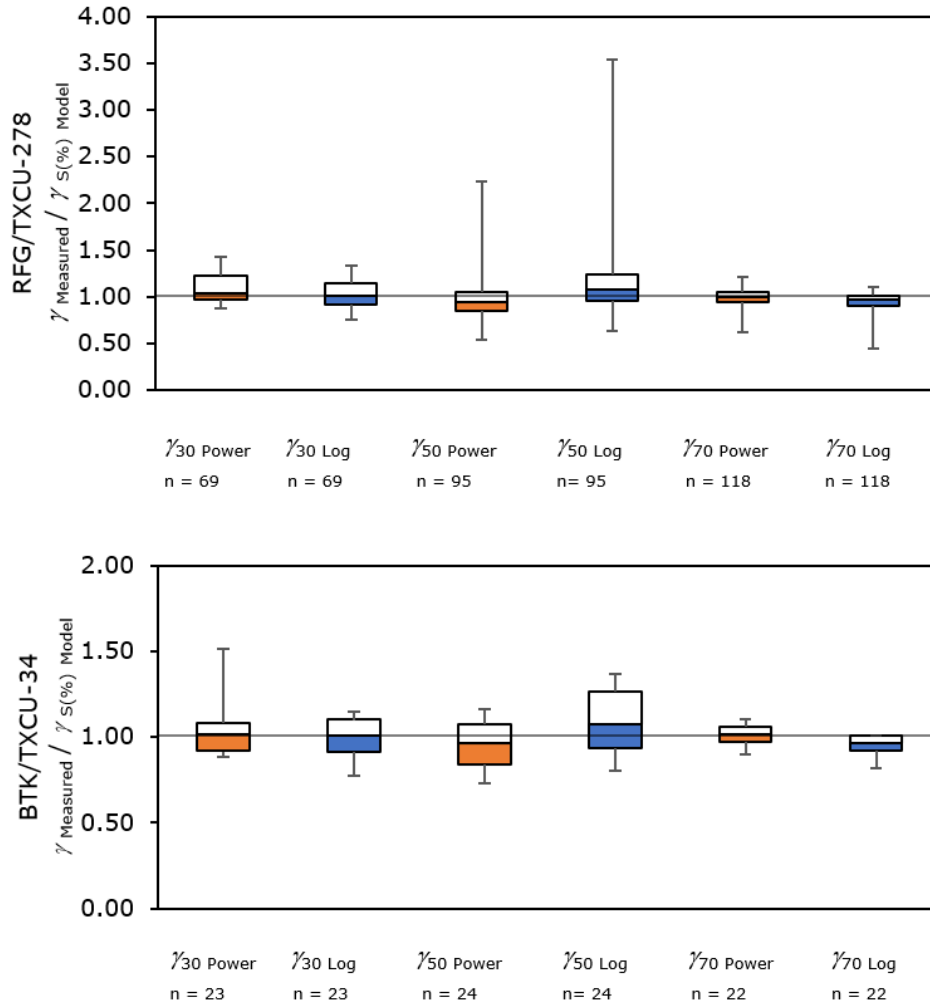 RFG/TXCU-278
γ Measured / γ S(%) Model
4.00
3.50
3.00
2.50
2.00
1.50
1.00
0.50
0.00
γ30 Power γ30 Log γ50 Power γ50 Log γ70 Power γ70 Log
n = 69 n = 69 n = 95 n= 95 n = 118 n = 118
BTK/TXCU-34
γ Measured / γ S(%) Model
2.00
1.50
1.00
0.50
0.00
γ30 Power γ30 Log γ50 Power γ50 Log γ70 Power γ70 Log
n = 23 n = 23 n = 24 n= 24 n = 22 n = 22